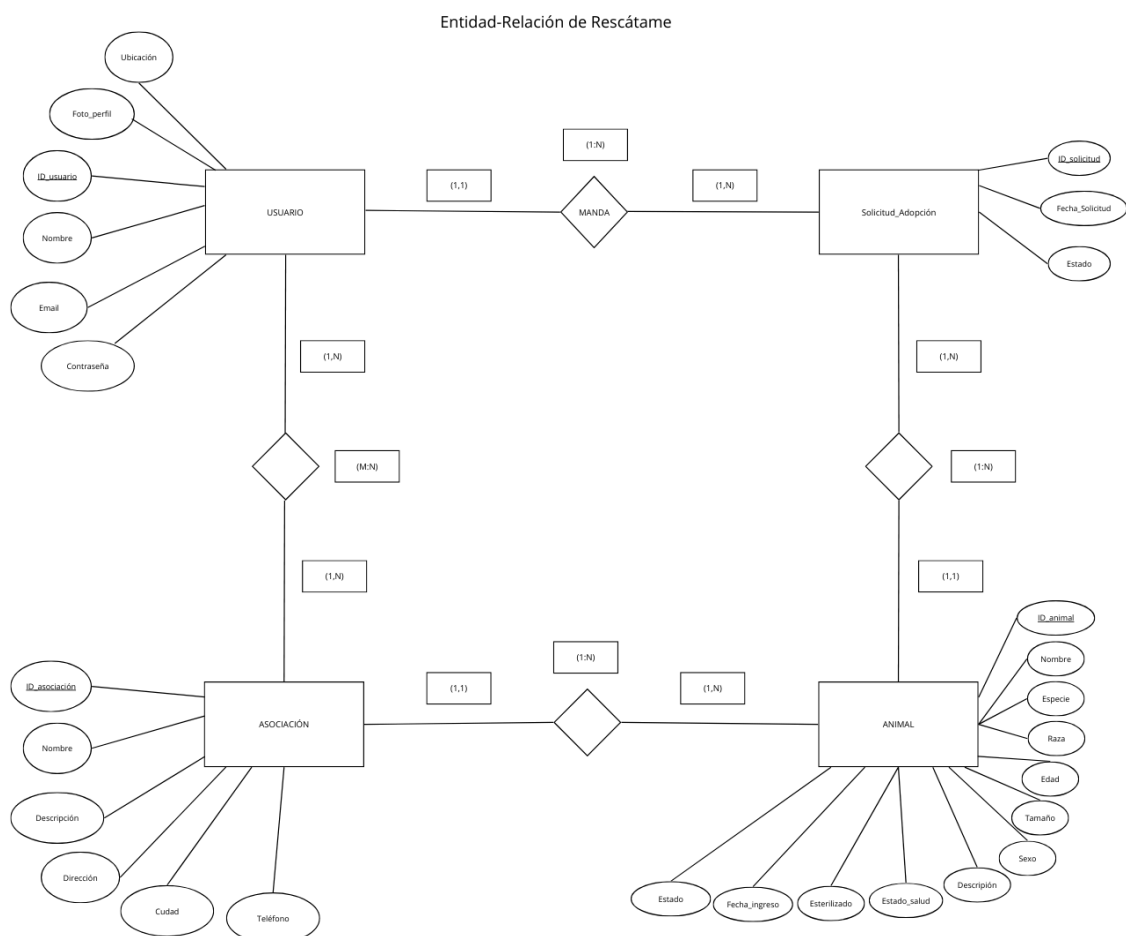 Entidad-Relación de Rescátame
Ubicación
Foto_perfil
ID_usuario
Nombre
Email
Contraseña
USUARIO
(1,1)
(1:N)
MANDA
(1,N)
Solicitud_Adopción
ID_solicitud
Fecha_Solicitud
Estado
(1,N)
(M:N)
(1,N)
(1,N)
(1:N)
(1,1)
ID_asociación
Nombre
Descripción
Dirección
Cudad
Teléfono
ASOCIACIÓN
(1,1)
(1:N)
(1,N)
ANIMAL
ID_animal
Nombre
Especie
Raza
Edad
Tamaño
Sexo
Descripión
Estado_salud
Esterilizado
Fecha_ingreso
Estado